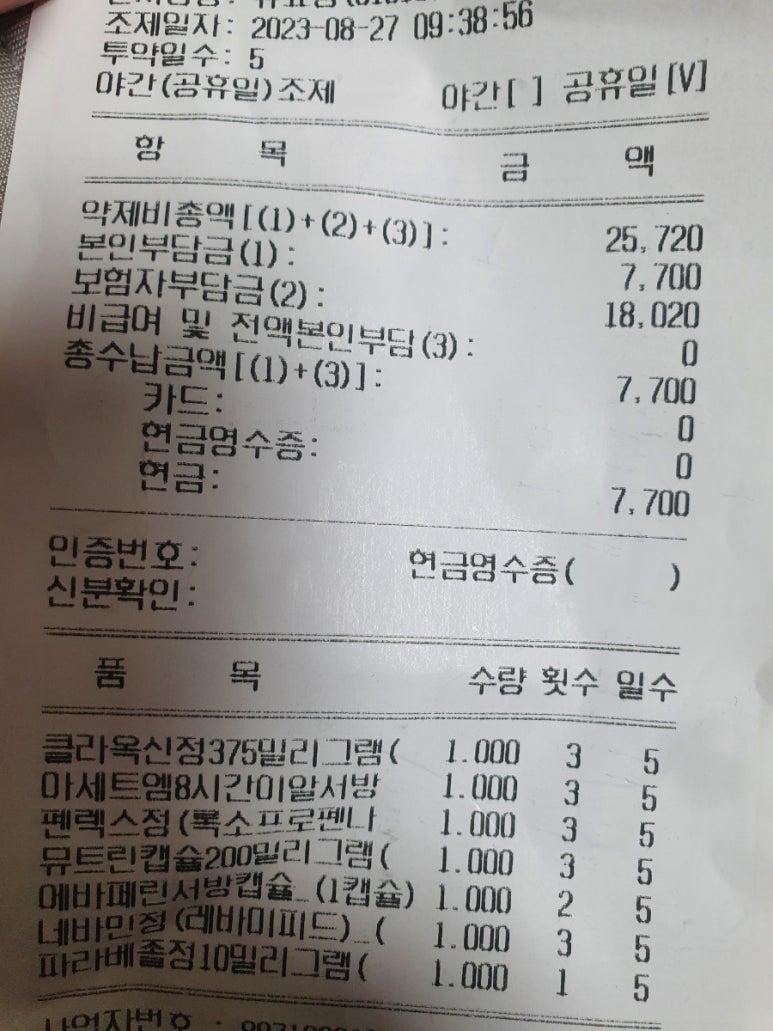 조제일자: 2023-08-27 09:38:56
투약일수: 5
야간(공휴일)조제 야간[ ] 공휴일[V]
항 목 금 액
약제비총액[(1)+(2)+(3)]: 25,720
본인부담금(1): 7,700
보험자부담금(2): 18,020
비급여 및 전액본인부담(3): 0
총수납금액[(1)+(3)]: 7,700
카드: 0
현금영수증: 0
현금: 7,700
인증번호: 현금영수증( )
신분확인:
품 목 수량 횟수 일수
클라옥신정375밀리그램( 1.000 3 5
아세트엠8시간이알서방 1.000 3 5
펜렉스정(록소프로펜나 1.000 3 5
뮤트린캡슐200밀리그램( 1.000 3 5
에바페린서방캡슐_(1캡슐) 1.000 2 5
네바민정(레바미피드)_( 1.000 3 5
파라베졸정10밀리그램( 1.000 1 5